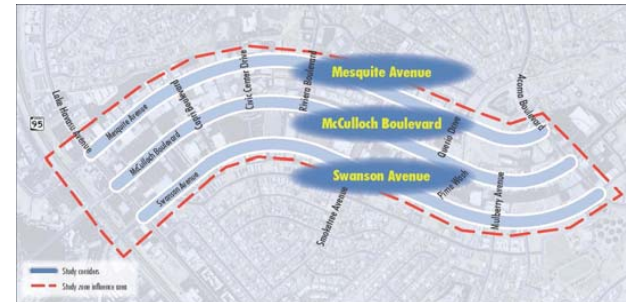 Mesquite Avenue
McCulloch Boulevard
Swanson Avenue
Lake Havasu Avenue
95
Mesquite Avenue
Capri Boulevard
Civic Center Drive
Riviera Boulevard
Acoma Boulevard
McCulloch Boulevard
Querio Drive
Swanson Avenue
Smoketree Avenue
Pima Wash
Mulberry Avenue
Study corridors
Study zone influence area